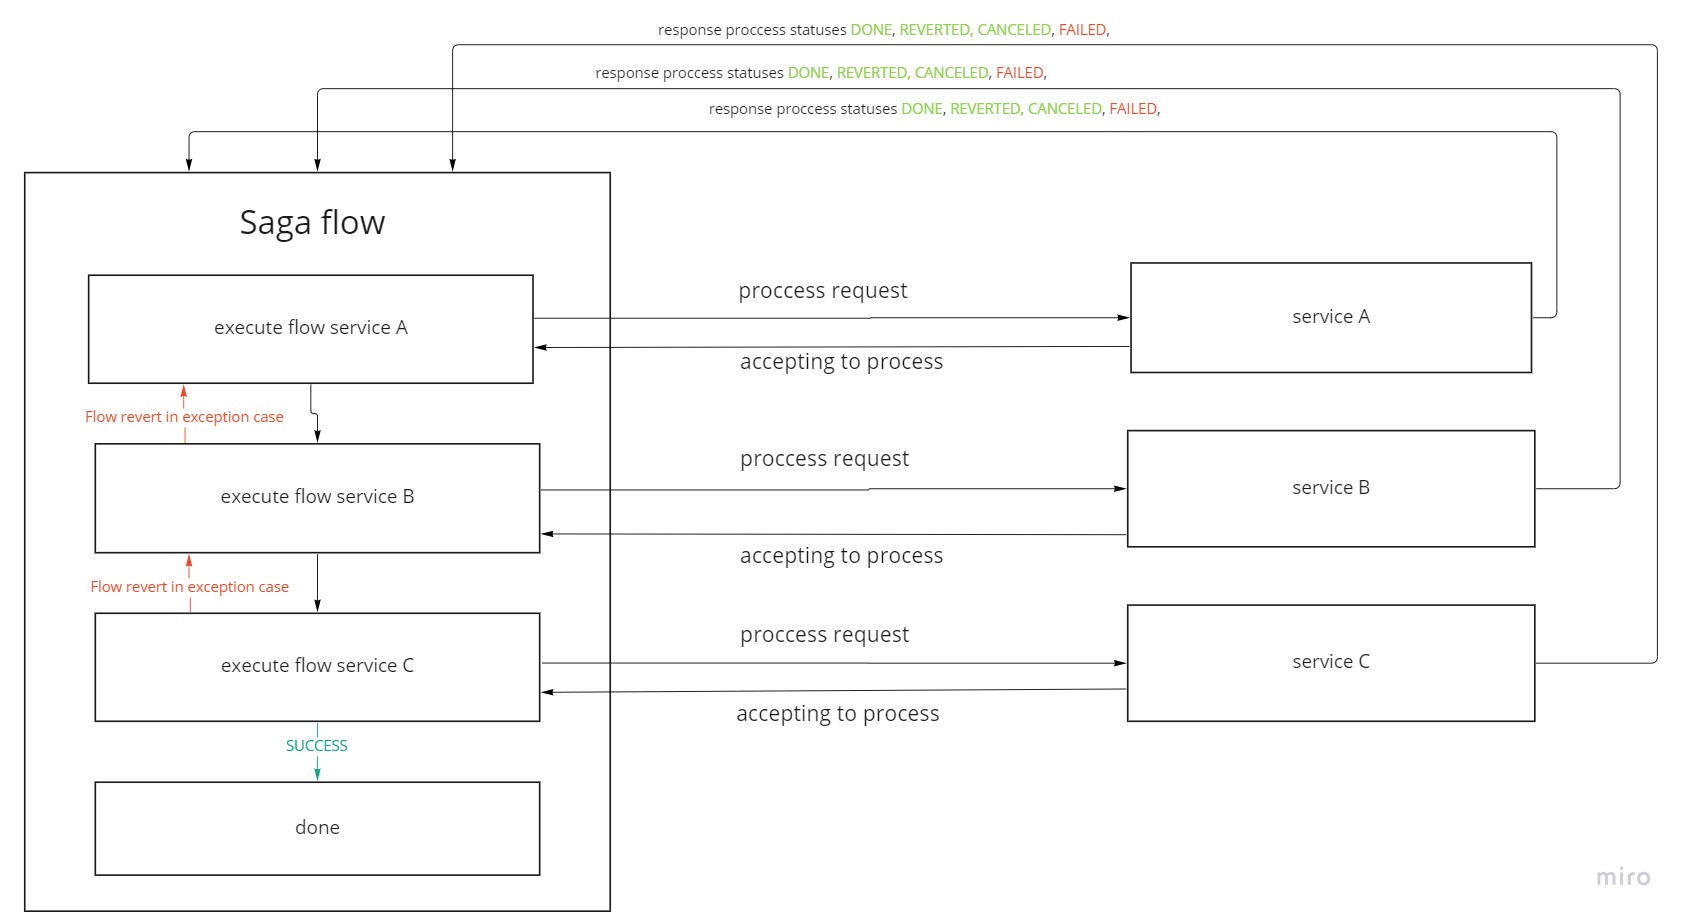 response proccess statuses DONE, REVERTED, CANCELED, FAILED,
response proccess statuses DONE, REVERTED, CANCELED, FAILED,
response proccess statuses DONE, REVERTED, CANCELED, FAILED,
Saga flow
execute flow service A
proccess request
accepting to process
service A
Flow revert in exception case
execute flow service B
proccess request
accepting to process
service B
Flow revert in exception case
execute flow service C
proccess request
accepting to process
service C
SUCCESS
done
miro